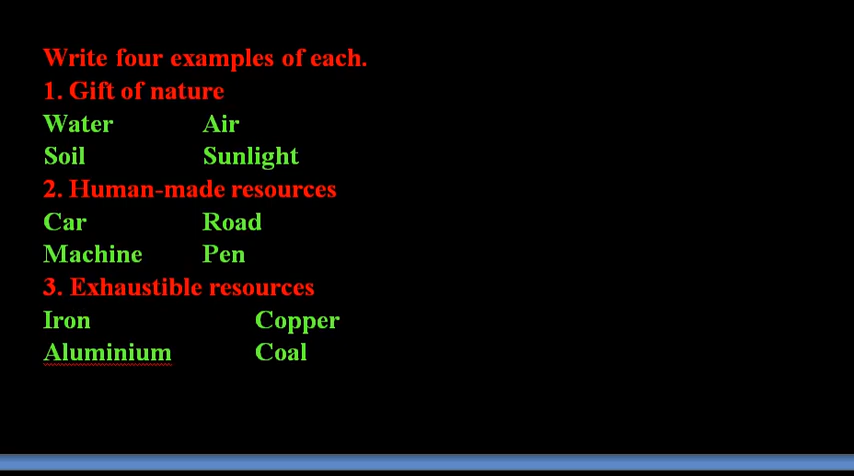 Write four examples of each.
1. Gift of nature
Water Air
Soil Sunlight
2. Human-made resources
Car Road
Machine Pen
3. Exhaustible resources
Iron Copper
Aluminium Coal